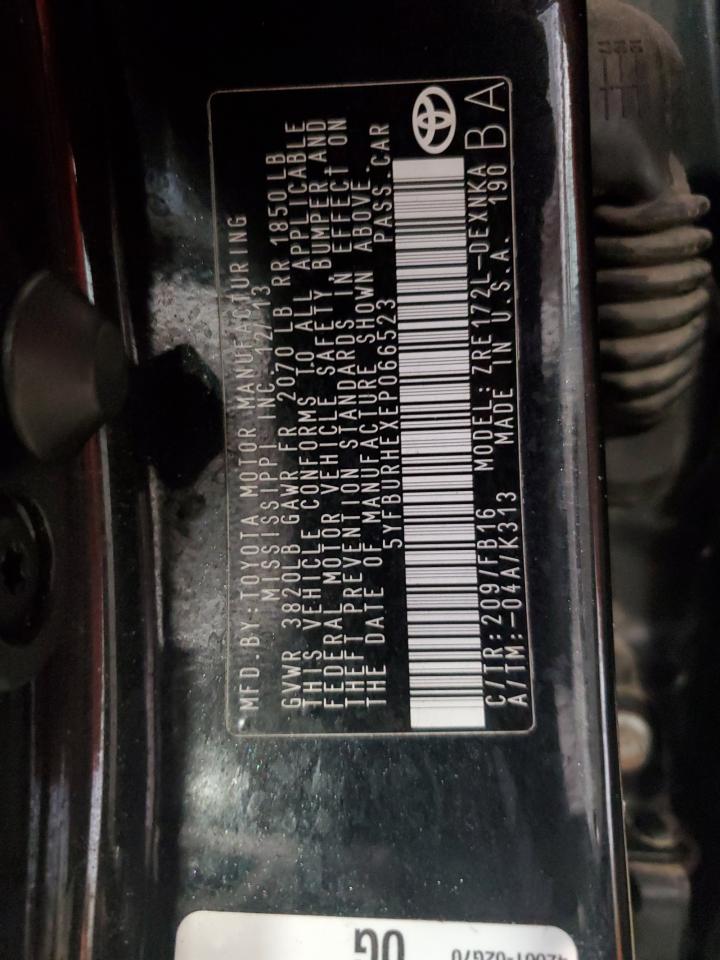 MFD.BY:TOYOTA MOTOR MANUFACTURING
MISSISSIPPI INC.12/13
GVWR 3820LB GAWR FR 2070 LB RR 1850LB
THIS VEHICLE CONFORMS TO ALL APPLICABLE
FEDERAL MOTOR VEHICLE SAFETY, BUMPER AND
THEFT PREVENTION STANDARDS IN EFFECT ON
THE DATE OF MANUFACTURE SHOWN ABOVE.
5YFBURHEXEP066523 PASS.CAR
C/TR:209/FB16 MODEL:ZRE172L-DEXNKA
A/TM:-04A/K313 MADE IN U.S.A. 190
BA